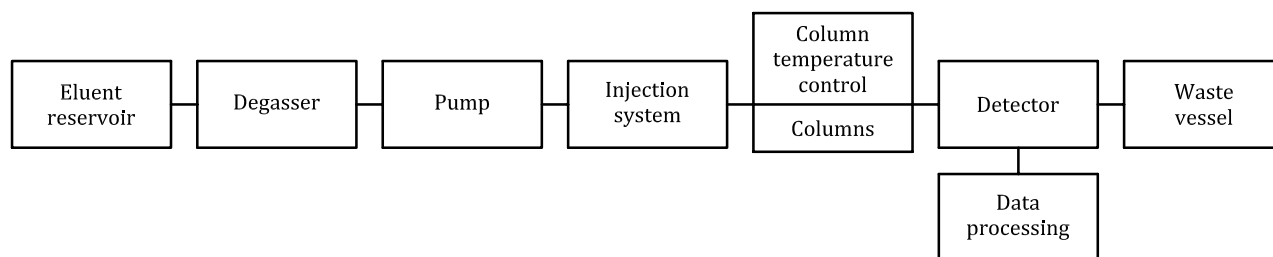 Eluent
reservoir
Degasser
Pump
Injection
system
Column
temperature
control
Columns
Detector
Waste
vessel
Data
processing